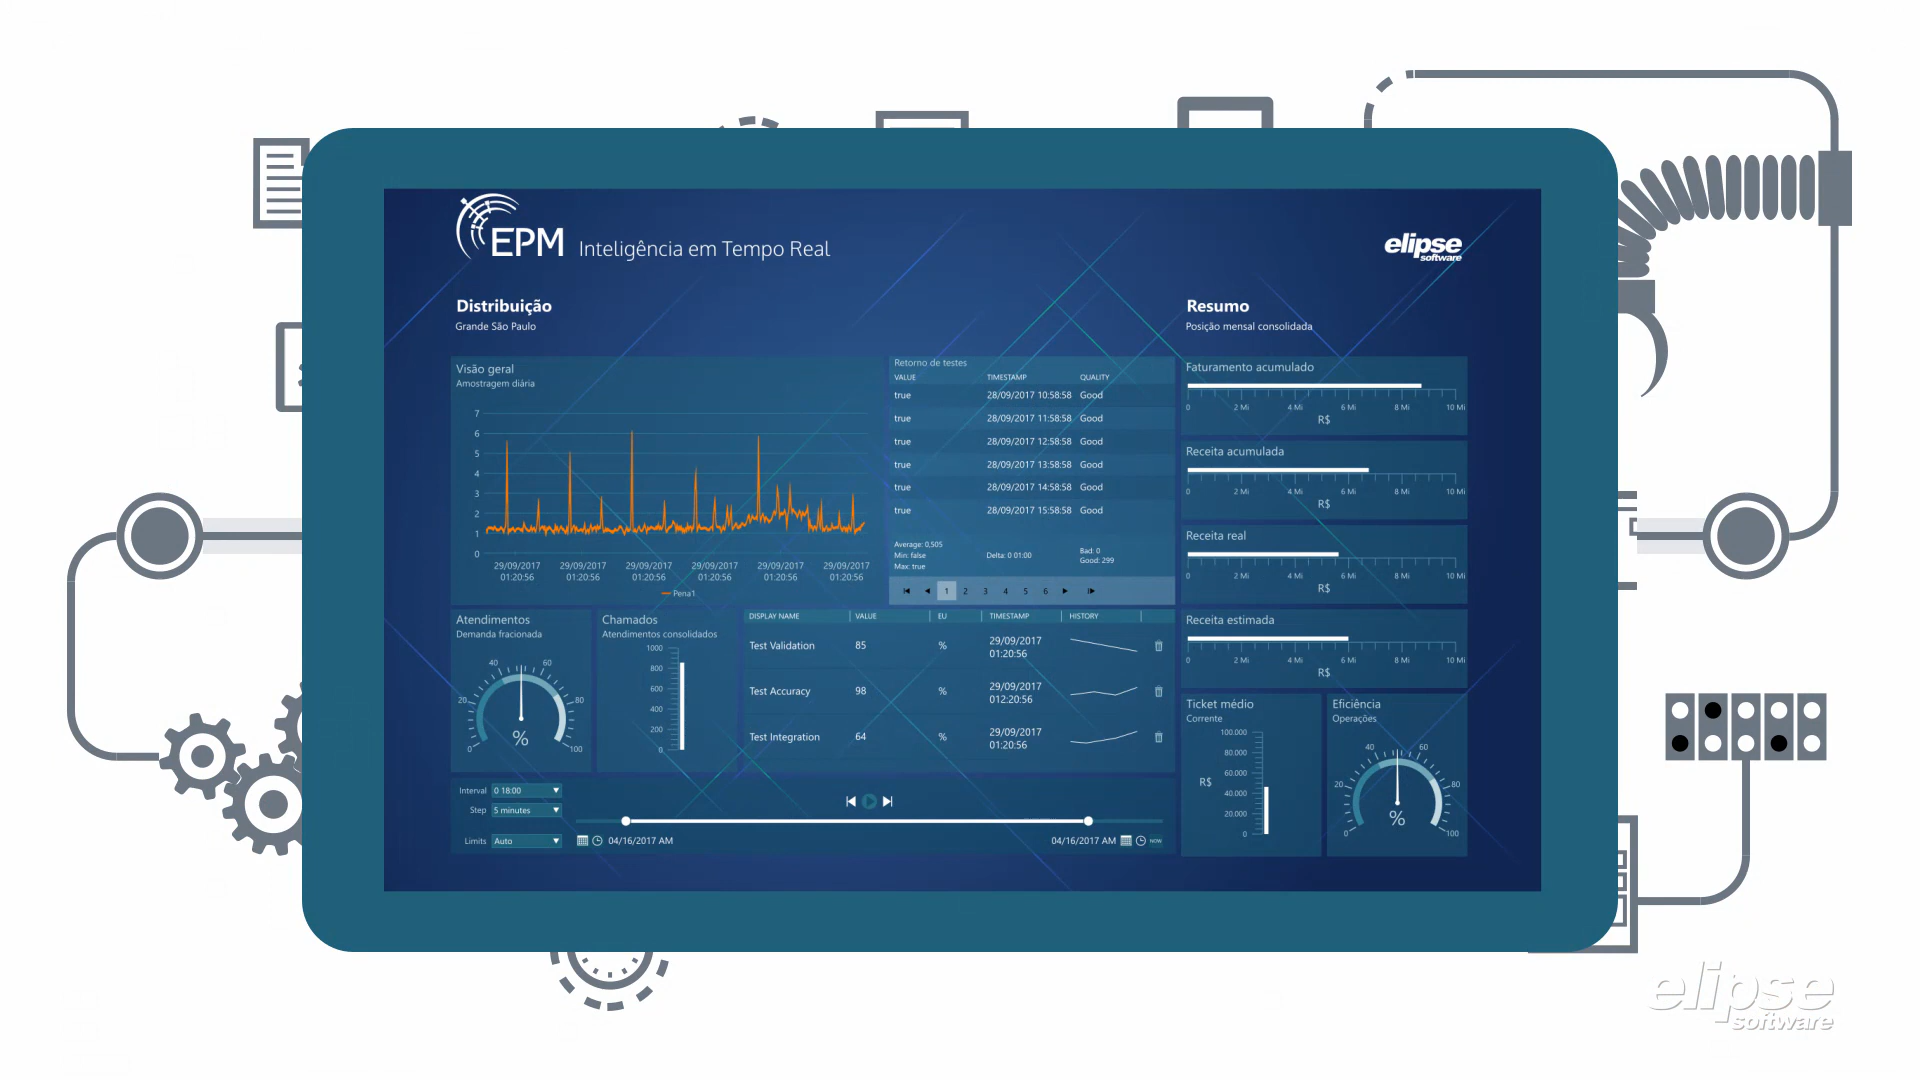 EPM Inteligência em Tempo Real
elipse
software
Distribuição
Grande São Paulo
Resumo
Posição mensal consolidada
Visão geral
Amostragem diária
7
6
5
4
3
2
1
0
29/09/2017 29/09/2017 29/09/2017 29/09/2017 29/09/2017 29/09/2017
01:20:56 01:20:56 01:20:56 01:20:56 01:20:56 01:20:56
Pena1
Retorno de testes
VALUE TIMESTAMP QUALITY
true 28/09/2017 10:58:58 Good
true 28/09/2017 11:58:58 Good
true 28/09/2017 12:58:58 Good
true 28/09/2017 13:58:58 Good
true 28/09/2017 14:58:58 Good
true 28/09/2017 15:58:58 Good
Average: 0,505
Min: false
Max: true
Delta: 0 01:00
Bad: 0
Good: 299
1 2 3 4 5 6
Faturamento acumulado
0 2 Mi 4 Mi 6 Mi 8 Mi 10 Mi
R$
Receita acumulada
0 2 Mi 4 Mi 6 Mi 8 Mi 10 Mi
R$
Receita real
0 2 Mi 4 Mi 6 Mi 8 Mi 10 Mi
R$
Receita estimada
0 2 Mi 4 Mi 6 Mi 8 Mi 10 Mi
R$
Atendimentos
Demanda fracionada
0 20 40 60 80 100
%
Chamados
Atendimentos consolidados
1000
800
600
400
200
0
DISPLAY NAME VALUE EU TIMESTAMP HISTORY
Test Validation 85 % 29/09/2017
01:20:56
Test Accuracy 98 % 29/09/2017
012:20:56
Test Integration 64 % 29/09/2017
01:20:56
Ticket médio
Corrente
100.000
80.000
60.000
R$
40.000
20.000
0
Eficiência
Operações
0 20 40 60 80 100
%
Interval 0 18:00
Step 5 minutes
Limits Auto
04/16/2017 AM
04/16/2017 AM
NOW
elipse
software